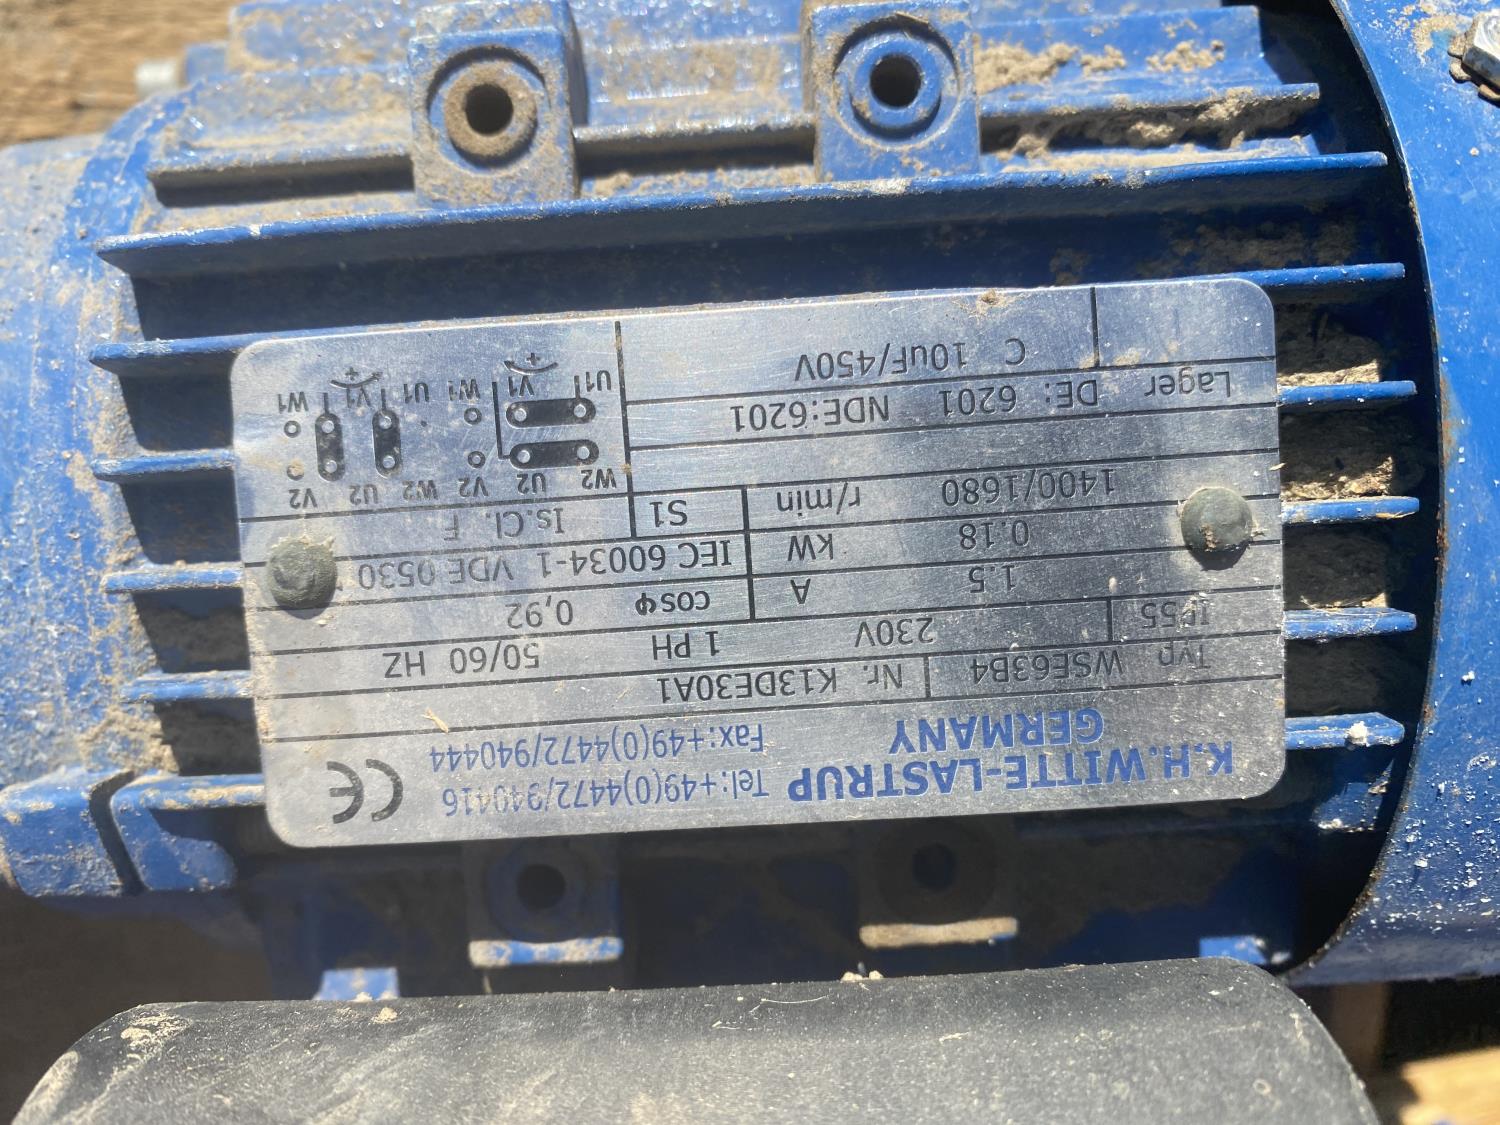 K.H.WITTE-LASTRUP Tel:+49(0)4472/940416
GERMANY Fax:+49(0)4472/940444
CE
Typ WSE63B4 Nr. K13DE30A1
IP55 230V 1 PH 50/60 HZ
1.5 A cosφ 0,92
0.18 kW IEC 60034-1 VDE 0530
1400/1680 r/min S1 Is.Cl. F
Lager DE: 6201 NDE:6201
C 10uF/450V
W2 U2 V2 W2 U2 V2
U1 V1 W1 U1 V1 W1